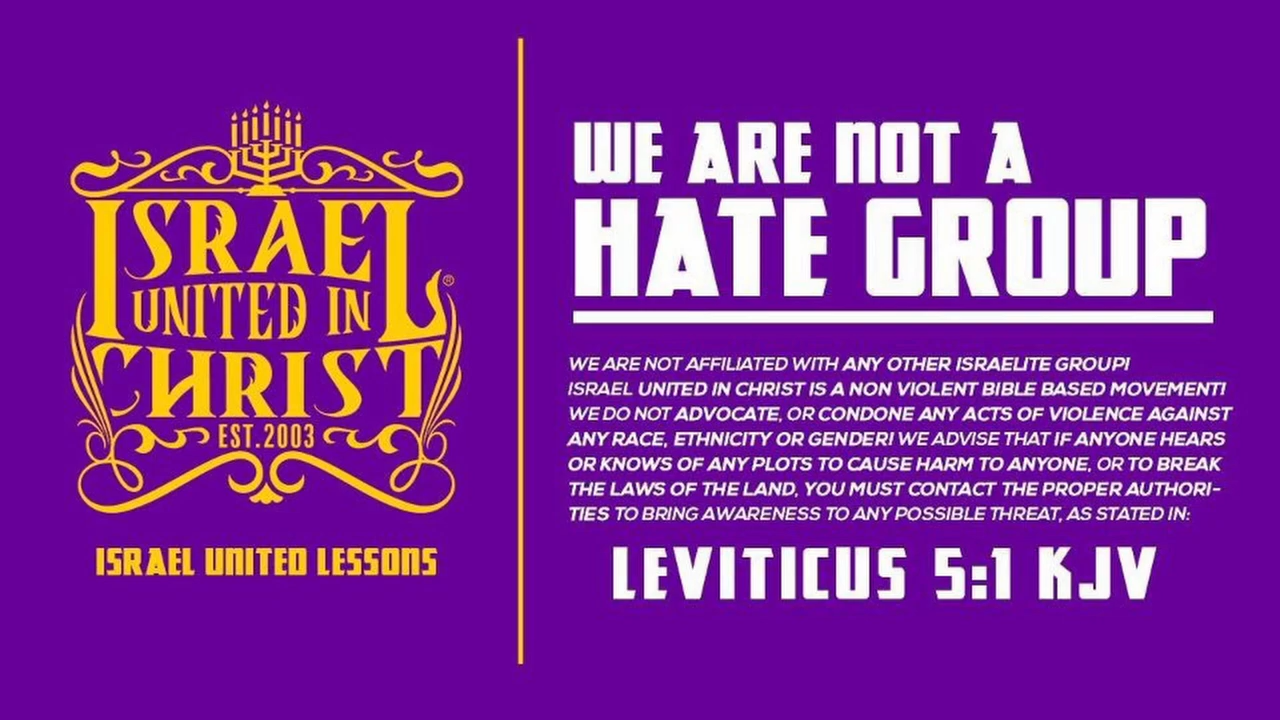 ISRAEL
UNITED IN
CHRIST
®
EST. 2003
ISRAEL UNITED LESSONS
WE ARE NOT A
HATE GROUP
WE ARE NOT AFFILIATED WITH ANY OTHER ISRAELITE GROUP!
ISRAEL UNITED IN CHRIST IS A NON VIOLENT BIBLE BASED MOVEMENT!
WE DO NOT ADVOCATE, OR CONDONE ANY ACTS OF VIOLENCE AGAINST
ANY RACE, ETHNICITY OR GENDER! WE ADVISE THAT IF ANYONE HEARS
OR KNOWS OF ANY PLOTS TO CAUSE HARM TO ANYONE, OR TO BREAK
THE LAWS OF THE LAND, YOU MUST CONTACT THE PROPER AUTHORI-
TIES TO BRING AWARENESS TO ANY POSSIBLE THREAT, AS STATED IN:
LEVITICUS 5:1 KJV